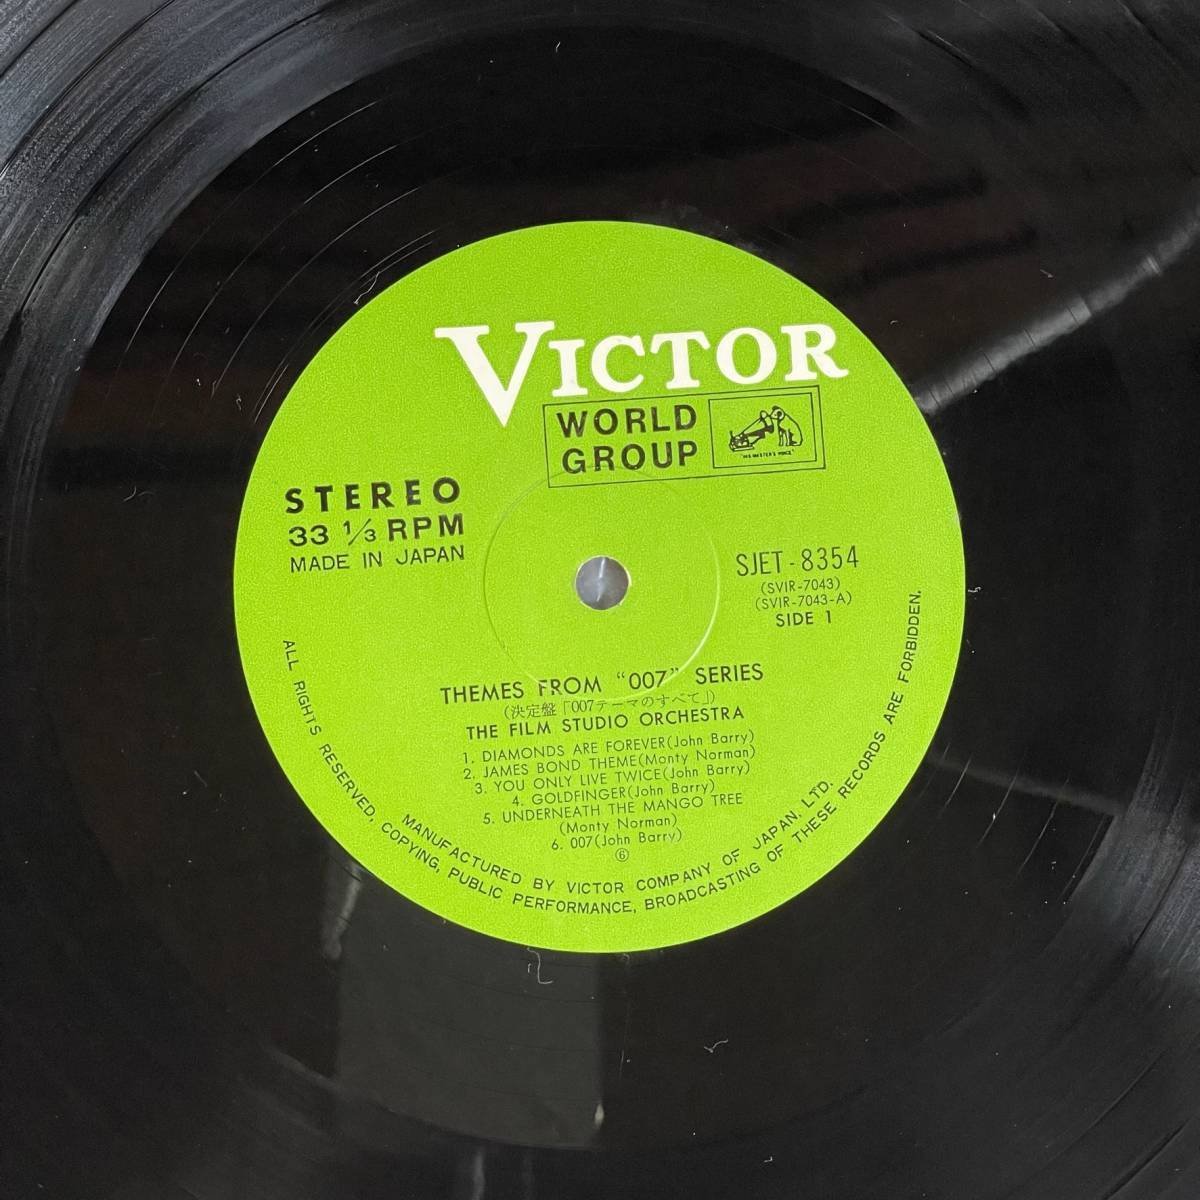 VICTOR
WORLD
GROUP
"HIS MASTER'S VOICE"
STEREO
33 1/3 RPM
MADE IN JAPAN
SJET-8354
(SVIR-7043)
(SVIR-7043-A)
SIDE 1
THEMES FROM "007" SERIES
(決定盤「007テーマのすべて」)
THE FILM STUDIO ORCHESTRA
1. DIAMONDS ARE FOREVER(John Barry)
2. JAMES BOND THEME(Monty Norman)
3. YOU ONLY LIVE TWICE(John Barry)
4. GOLDFINGER(John Barry)
5. UNDERNEATH THE MANGO TREE
(Monty Norman)
6. 007(John Barry)
⑥
MANUFACTURED BY VICTOR COMPANY OF JAPAN, LTD.
ALL RIGHTS RESERVED, COPYING, PUBLIC PERFORMANCE, BROADCASTING OF THESE RECORDS ARE FORBIDDEN.